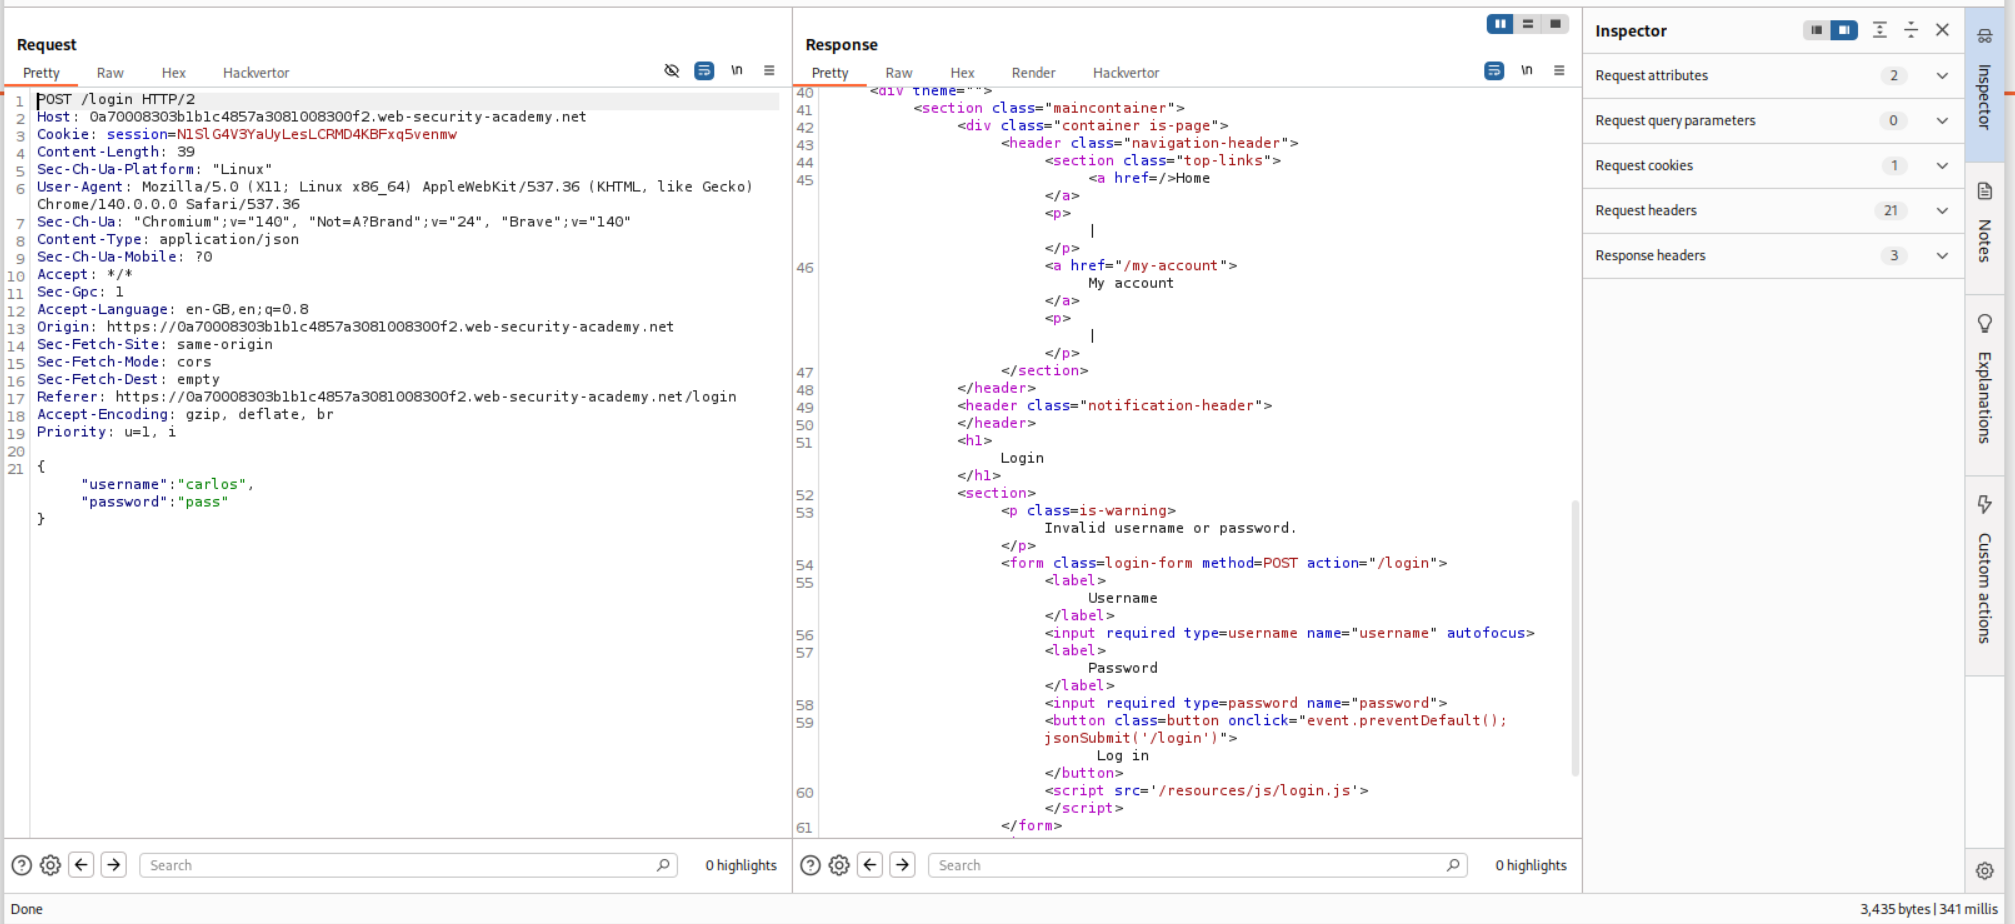 Request
Pretty Raw Hex Hackvertor \n
1 POST /login HTTP/2
2 Host: 0a70008303b1b1c4857a3081008300f2.web-security-academy.net
3 Cookie: session=N1SlG4V3YaUyLesLCRMD4KBFxq5venmw
4 Content-Length: 39
5 Sec-Ch-Ua-Platform: "Linux"
6 User-Agent: Mozilla/5.0 (X11; Linux x86_64) AppleWebKit/537.36 (KHTML, like Gecko)
Chrome/140.0.0.0 Safari/537.36
7 Sec-Ch-Ua: "Chromium";v="140", "Not=A?Brand";v="24", "Brave";v="140"
8 Content-Type: application/json
9 Sec-Ch-Ua-Mobile: ?0
10 Accept: */*
11 Sec-Gpc: 1
12 Accept-Language: en-GB,en;q=0.8
13 Origin: https://0a70008303b1b1c4857a3081008300f2.web-security-academy.net
14 Sec-Fetch-Site: same-origin
15 Sec-Fetch-Mode: cors
16 Sec-Fetch-Dest: empty
17 Referer: https://0a70008303b1b1c4857a3081008300f2.web-security-academy.net/login
18 Accept-Encoding: gzip, deflate, br
19 Priority: u=1, i
20
21 {
"username":"carlos",
"password":"pass"
}
Search
0 highlights
Response
Pretty Raw Hex Render Hackvertor \n
40 <div theme="">
41 <section class="maincontainer">
42 <div class="container is-page">
43 <header class="navigation-header">
44 <section class="top-links">
45 <a href=/>Home
</a>
<p>
|
</p>
46 <a href="/my-account">
My account
</a>
<p>
|
</p>
47 </section>
48 </header>
49 <header class="notification-header">
50 </header>
51 <h1>
Login
</h1>
52 <section>
53 <p class=is-warning>
Invalid username or password.
</p>
54 <form class=login-form method=POST action="/login">
55 <label>
Username
</label>
56 <input required type=username name="username" autofocus>
57 <label>
Password
</label>
58 <input required type=password name="password">
59 <button class=button onclick="event.preventDefault();
jsonSubmit('/login')">
Log in
</button>
60 <script src='/resources/js/login.js'>
</script>
61 </form>
Search
0 highlights
Inspector
Request attributes 2
Request query parameters 0
Request cookies 1
Request headers 21
Response headers 3
Inspector
Notes
Explanations
Custom actions
Done
3,435 bytes | 341 millis